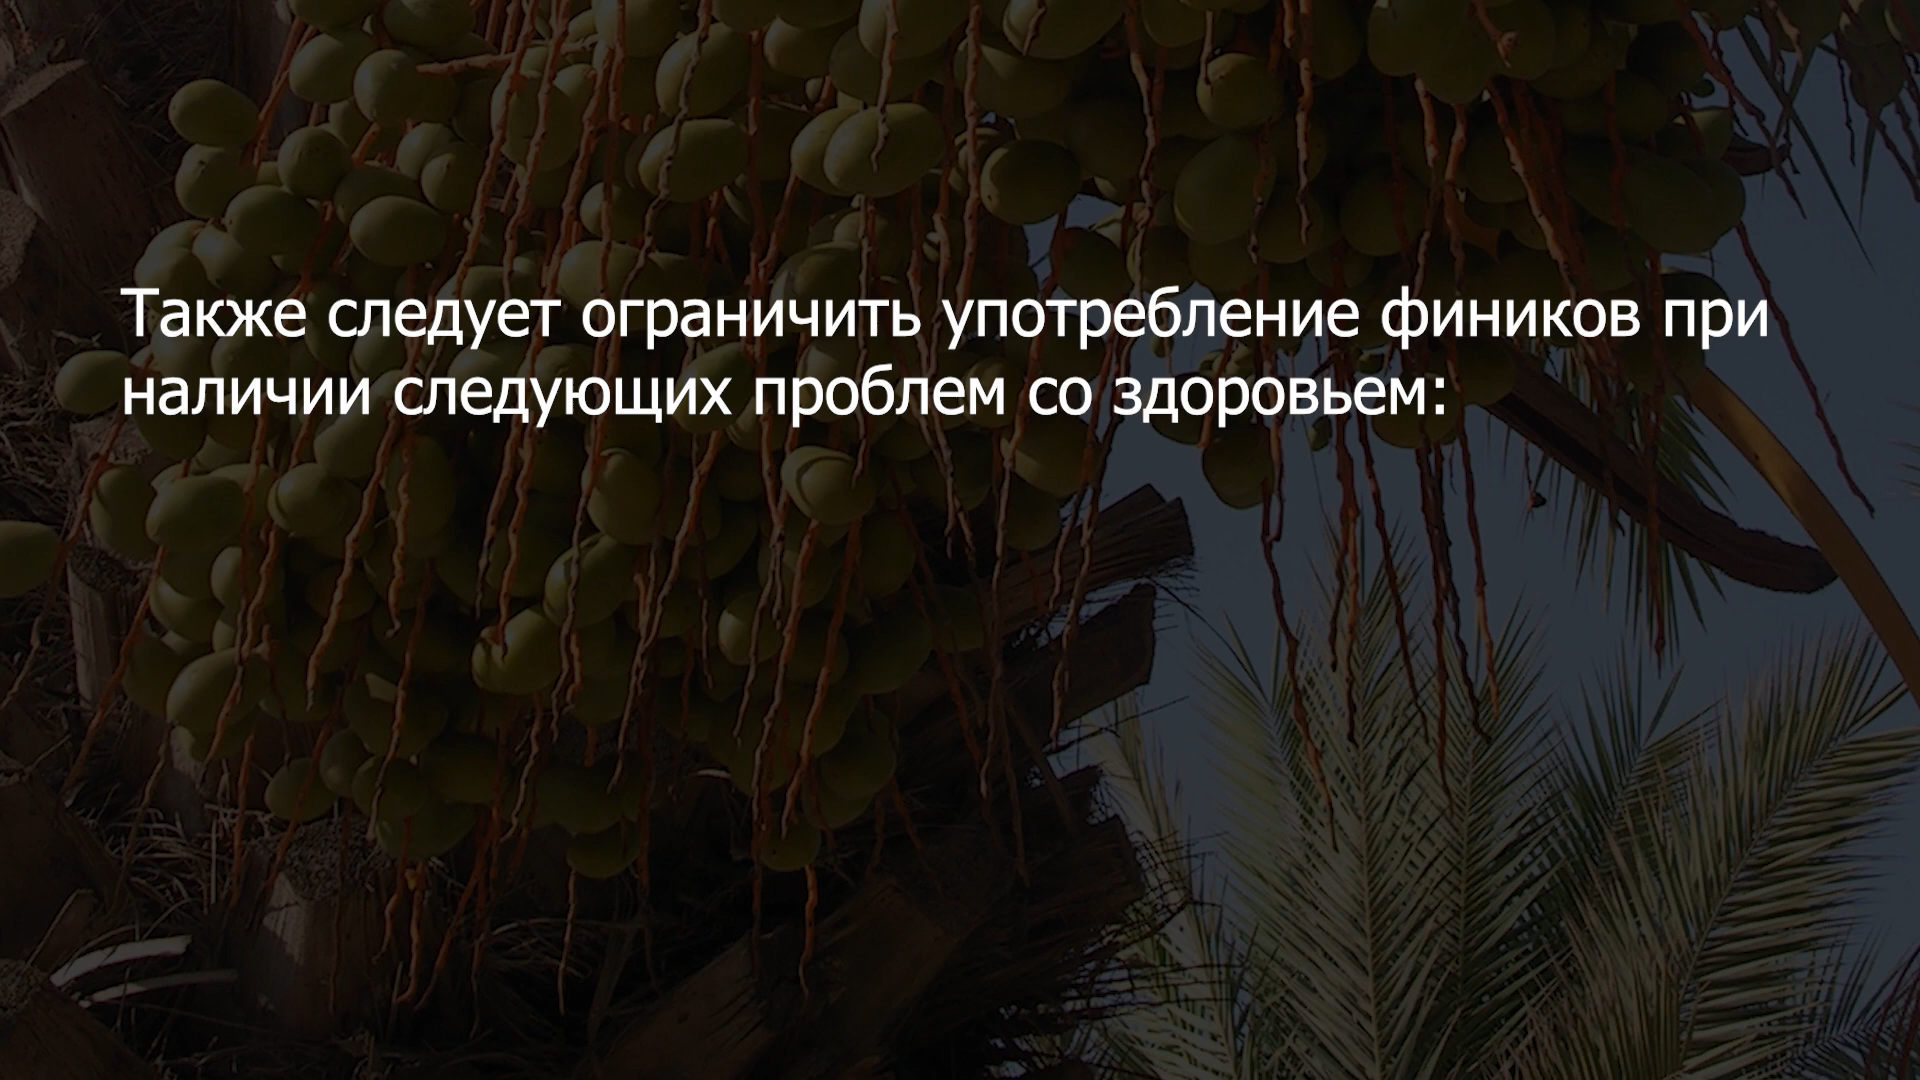 Также следует ограничить употребление фиников при
наличии следующих проблем со здоровьем: